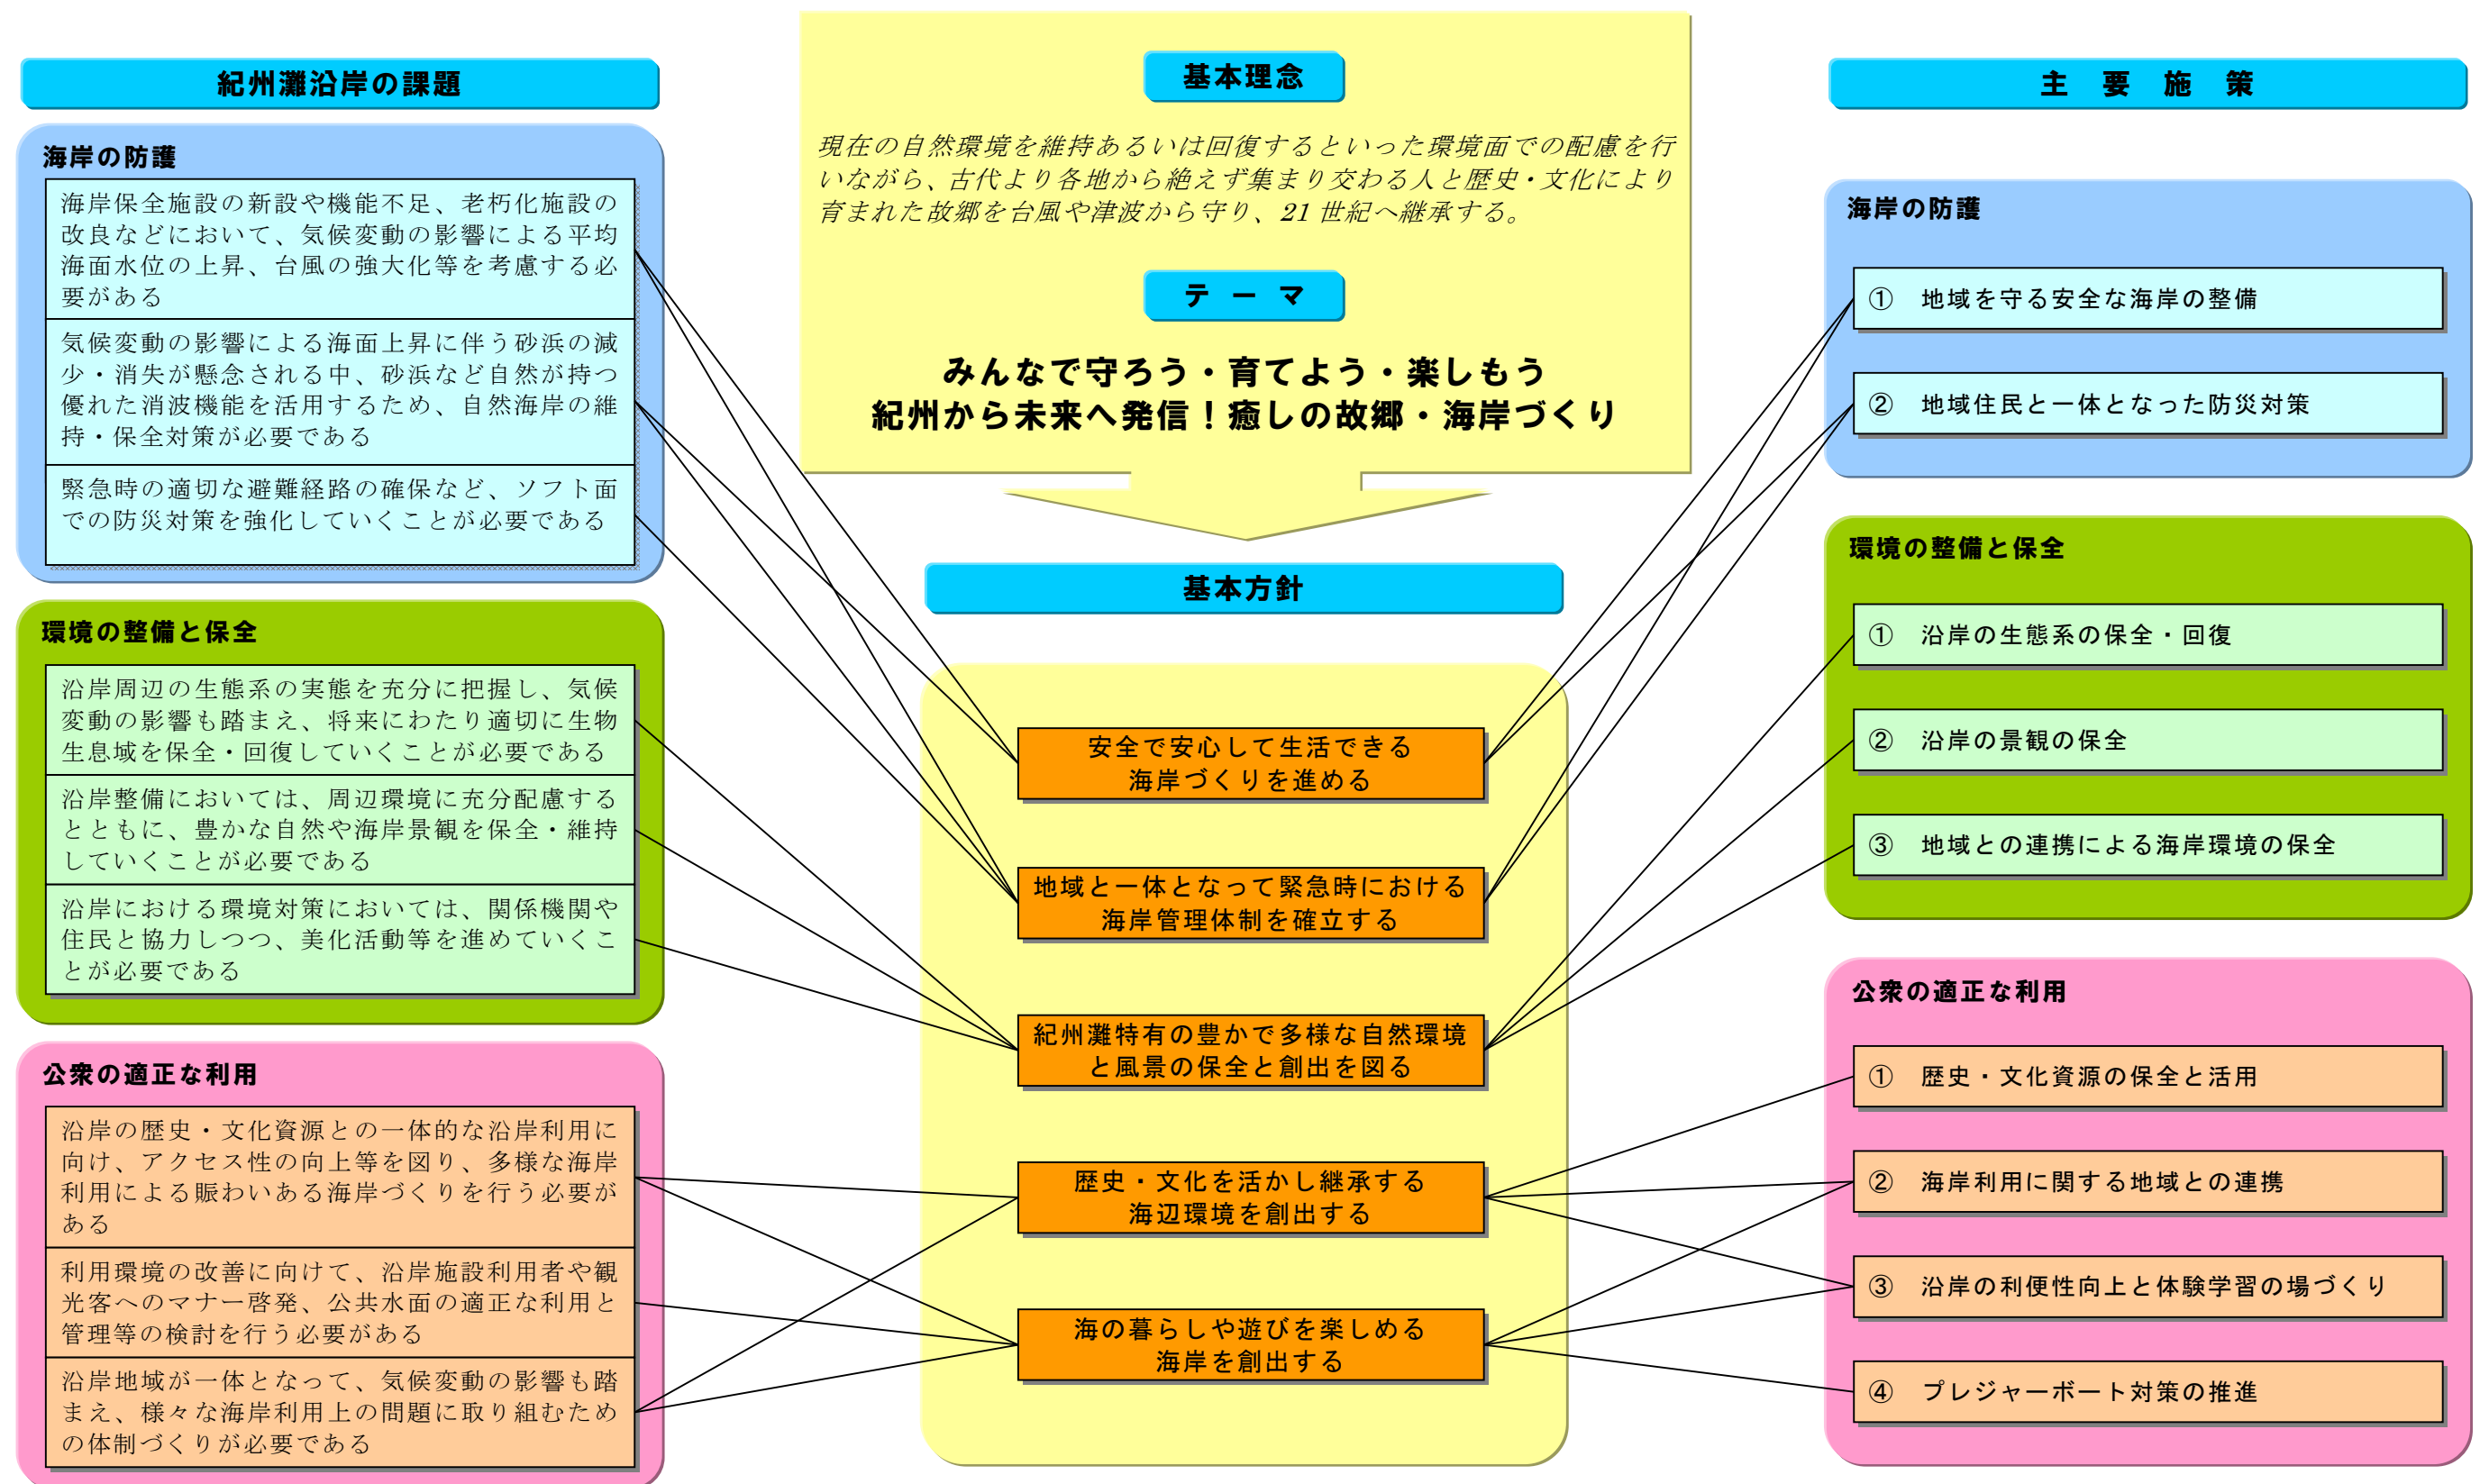 紀州灘沿岸の課題
海岸の防護
海岸保全施設の新設や機能不足、老朽化施設の
改良などにおいて、気候変動の影響による平均
海面水位の上昇、台風の強大化等を考慮する必
要がある
気候変動の影響による海面上昇に伴う砂浜の減
少・消失が懸念される中、砂浜など自然が持つ
優れた消波機能を活用するため、自然海岸の維
持・保全対策が必要である
緊急時の適切な避難経路の確保など、ソフト面
での防災対策を強化していくことが必要である
環境の整備と保全
沿岸周辺の生態系の実態を充分に把握し、気候
変動の影響も踏まえ、将来にわたり適切に生物
生息域を保全・回復していくことが必要である
沿岸整備においては、周辺環境に充分配慮する
とともに、豊かな自然や海岸景観を保全・維持
していくことが必要である
沿岸における環境対策においては、関係機関や
住民と協力しつつ、美化活動等を進めていくこ
とが必要である
公衆の適正な利用
沿岸の歴史・文化資源との一体的な沿岸利用に
向け、アクセス性の向上等を図り、多様な海岸
利用による賑わいある海岸づくりを行う必要が
ある
利用環境の改善に向けて、沿岸施設利用者や観
光客へのマナー啓発、公共水面の適正な利用と
管理等の検討を行う必要がある
沿岸地域が一体となって、気候変動の影響も踏
まえ、様々な海岸利用上の問題に取り組むため
の体制づくりが必要である
基本理念
現在の自然環境を維持あるいは回復するといった環境面での配慮を行
いながら、古代より各地から絶えず集まり交わる人と歴史・文化により
育まれた故郷を台風や津波から守り、21世紀へ継承する。
テーマ
みんなで守ろう・育てよう・楽しもう
紀州から未来へ発信！癒しの故郷・海岸づくり
基本方針
安全で安心して生活できる
海岸づくりを進める
地域と一体となって緊急時における
海岸管理体制を確立する
紀州灘特有の豊かで多様な自然環境
と風景の保全と創出を図る
歴史・文化を活かし継承する
海辺環境を創出する
海の暮らしや遊びを楽しめる
海岸を創出する
主要施策
海岸の防護
① 地域を守る安全な海岸の整備
② 地域住民と一体となった防災対策
環境の整備と保全
① 沿岸の生態系の保全・回復
② 沿岸の景観の保全
③ 地域との連携による海岸環境の保全
公衆の適正な利用
① 歴史・文化資源の保全と活用
② 海岸利用に関する地域との連携
③ 沿岸の利便性向上と体験学習の場づくり
④ プレジャーボート対策の推進